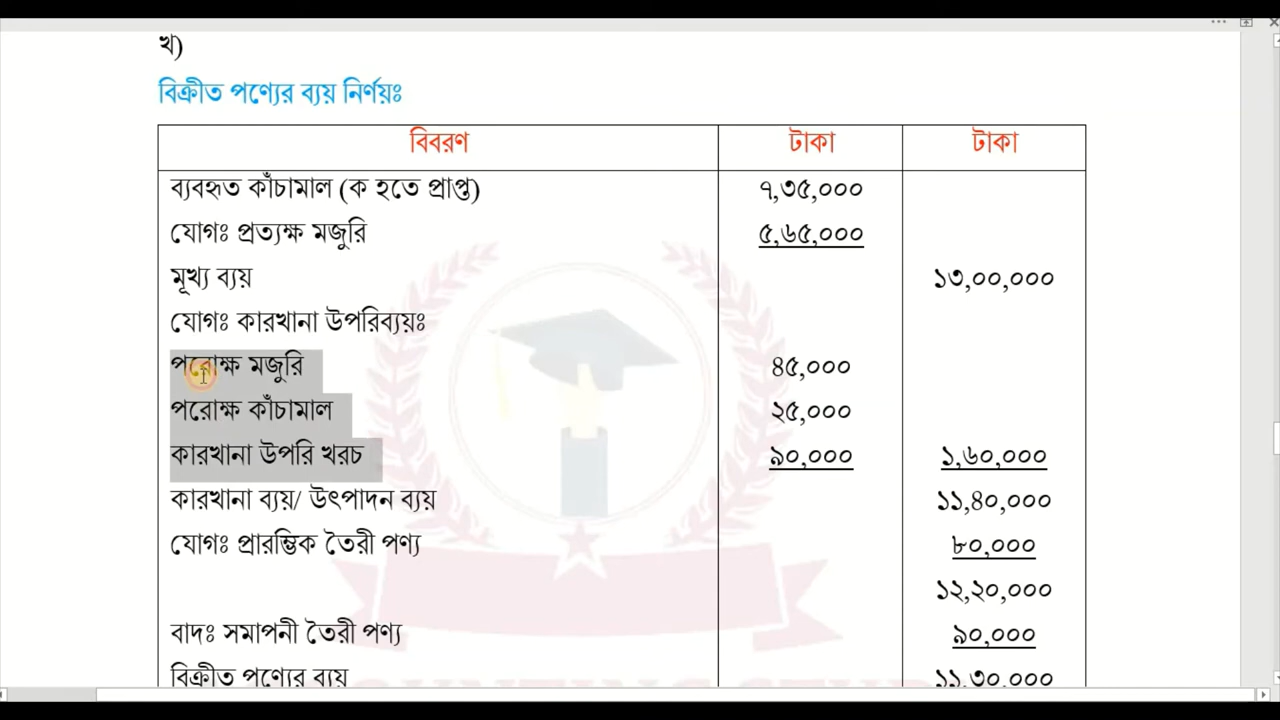 খ)
বিক্রীত পণ্যের ব্যয় নির্ণয়ঃ
বিবরণ টাকা টাকা
ব্যবহৃত কাঁচামাল (ক হতে প্রাপ্ত) ৭,৩৫,০০০
যোগঃ প্রত্যক্ষ মজুরি ৫,৬৫,০০০
মূখ্য ব্যয় ১৩,০০,০০০
যোগঃ কারখানা উপরিব্যয়ঃ
পরোক্ষ মজুরি ৪৫,০০০
পরোক্ষ কাঁচামাল ২৫,০০০
কারখানা উপরি খরচ ৯০,০০০ ১,৬০,০০০
কারখানা ব্যয়/ উৎপাদন ব্যয় ১১,৪০,০০০
যোগঃ প্রারম্ভিক তৈরী পণ্য ৮০,০০০
১২,২০,০০০
বাদঃ সমাপনী তৈরী পণ্য ৯০,০০০
বিক্রীত পণ্যের ব্যয় ১১,৩০,০০০